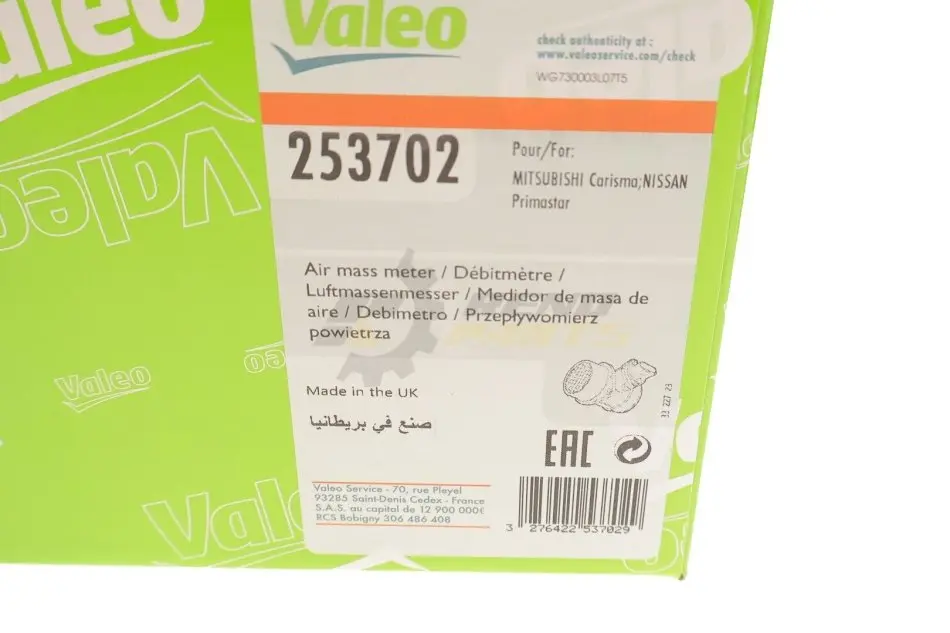 Valeo
Valeo
check authenticity at :
www.valeoservice.com/check
WG730003L07T5
253702
Pour/For:
MITSUBISHI Carisma;NISSAN
Primastar
Valeo
Air mass meter / Débitmètre /
Luftmassenmesser / Medidor de masa de
aire / Debimetro / Przepływomierz
powietrza
Valeo
Made in the UK
صنع في بريطانيا
EAC
Valeo Service - 70, rue Pleyel
93285 Saint-Denis Cedex - France
S.A.S. au capital de 12 900 000€
RCS Bobigny 306 486 408
3 276422 537029